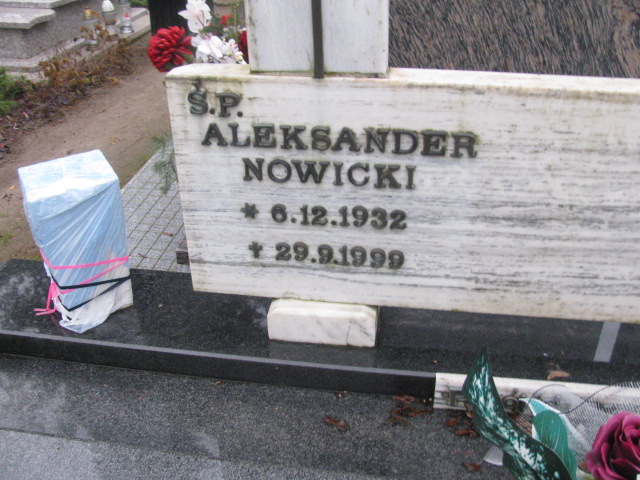 Ś.P.
ALEKSANDER
NOWICKI
* 6.12.1932
✝ 29.9.1999